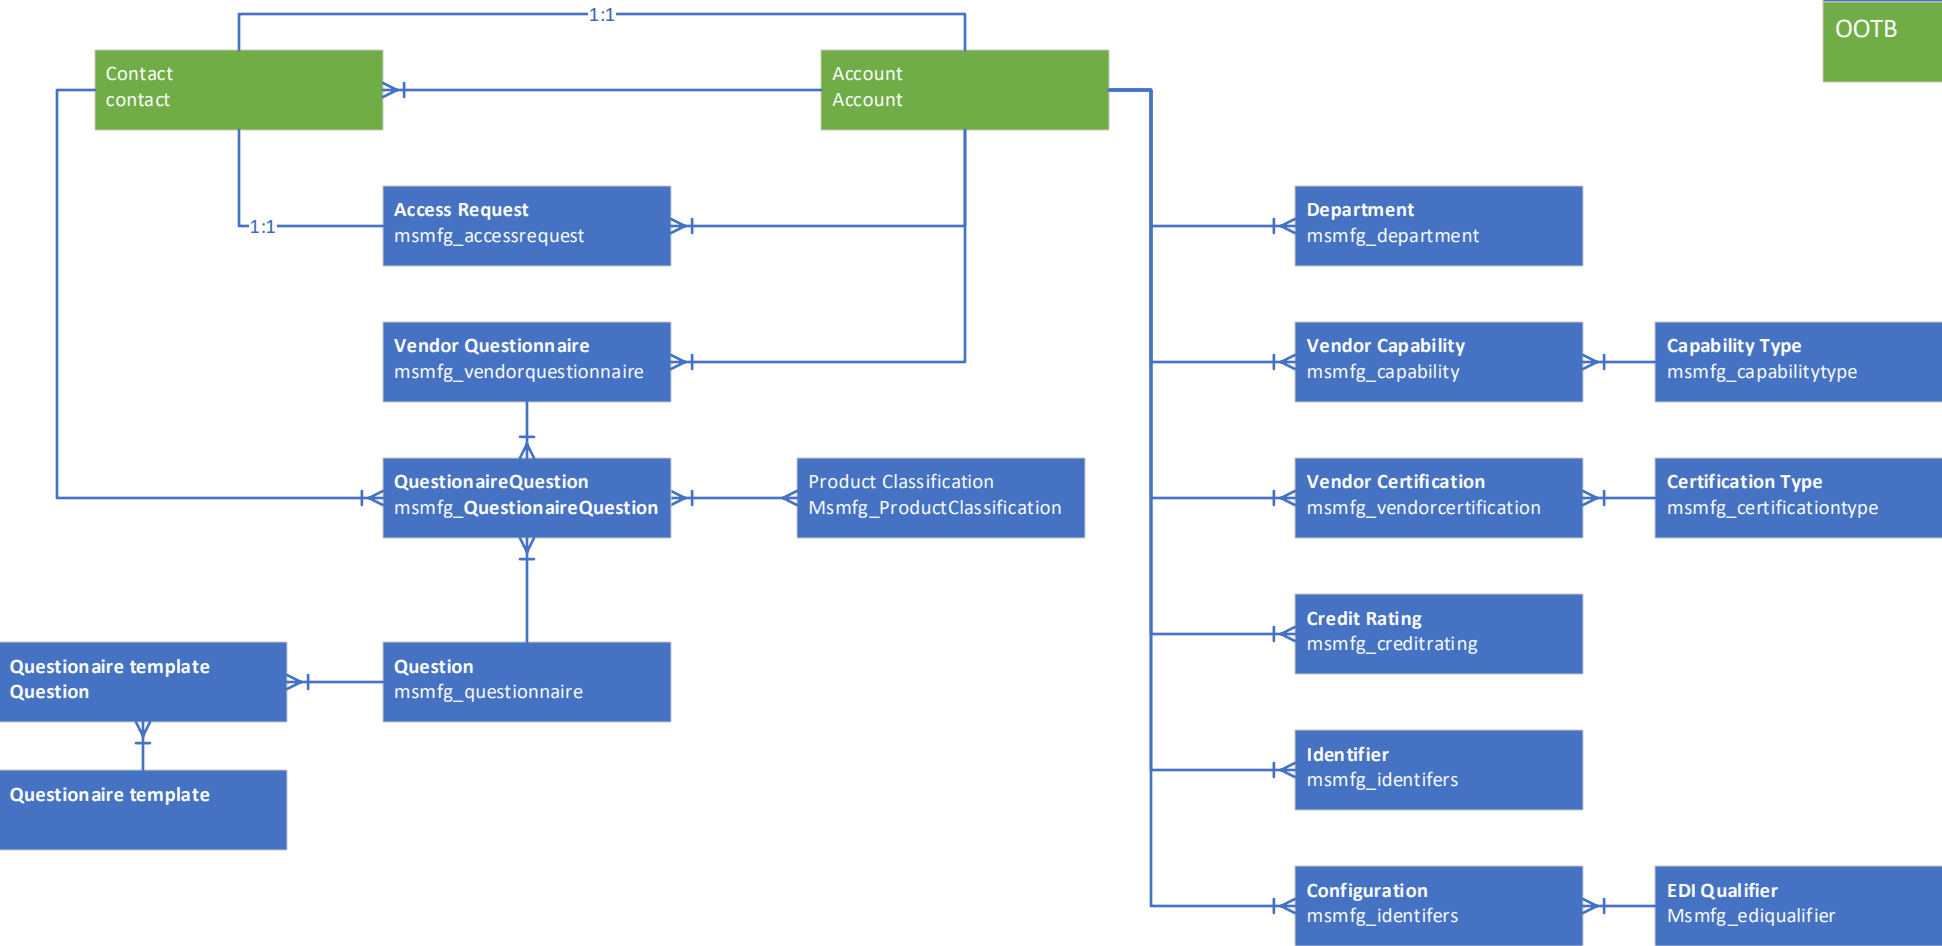 1:1
OOTB
Contact
contact
Account
Account
Access Request
msmfg_accessrequest
1:1
Department
msmfg_department
Vendor Questionnaire
msmfg_vendorquestionnaire
Vendor Capability
msmfg_capability
Capability Type
msmfg_capabilitytype
QuestionaireQuestion
msmfg_QuestionaireQuestion
Product Classification
Msmfg_ProductClassification
Vendor Certification
msmfg_vendorcertification
Certification Type
msmfg_certificationtype
Credit Rating
msmfg_creditrating
Questionaire template
Question
Question
msmfg_questionnaire
Identifier
msmfg_identifers
Questionaire template
Configuration
msmfg_identifers
EDI Qualifier
Msmfg_ediqualifier